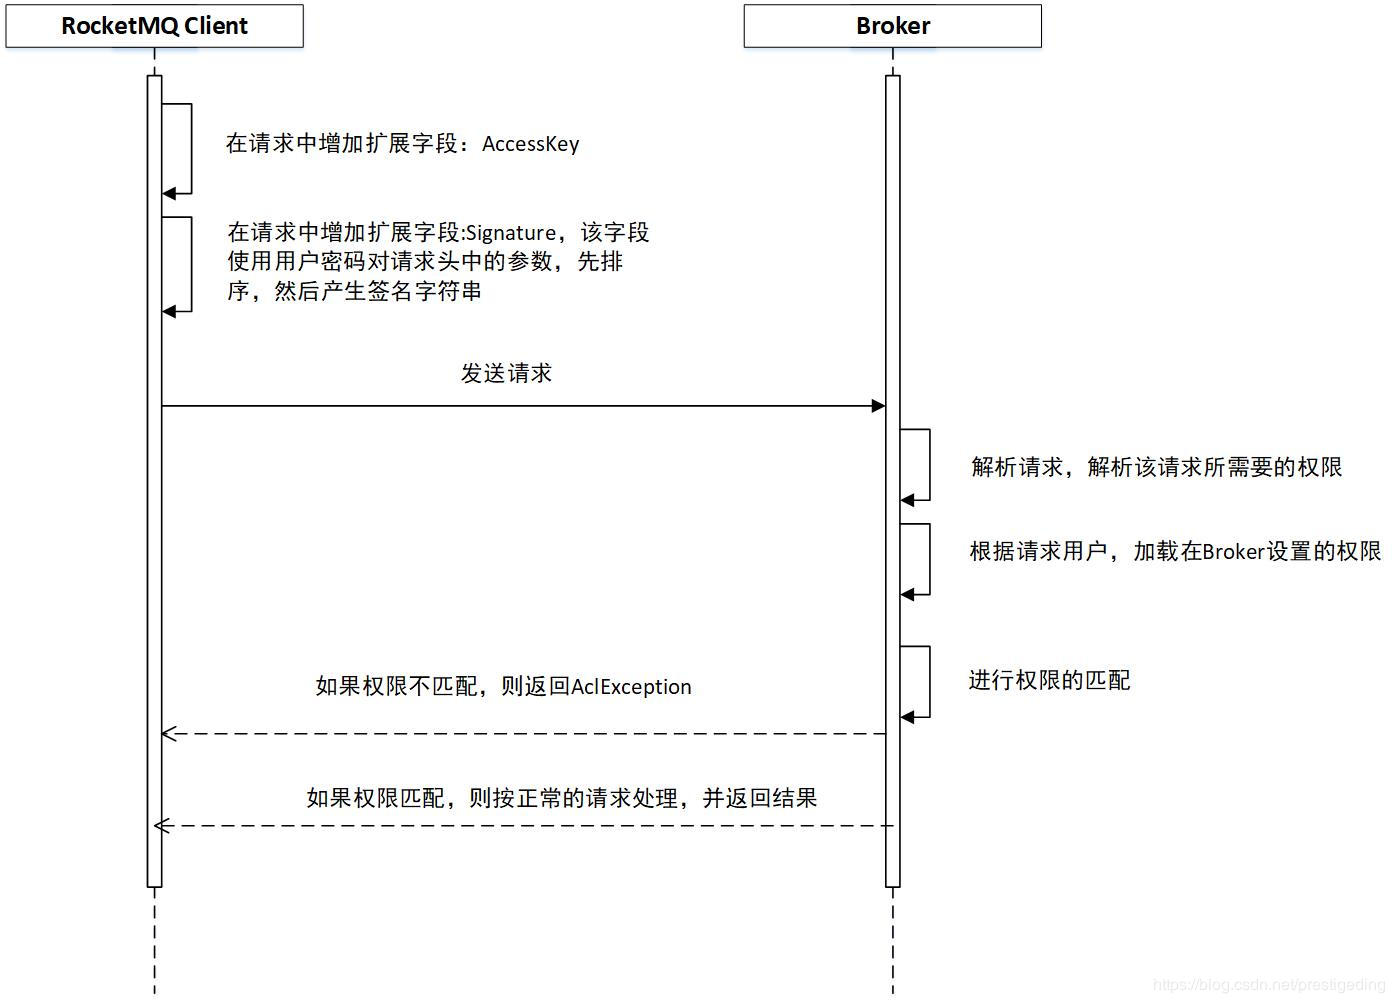 RocketMQ Client
Broker
在请求中增加扩展字段：AccessKey
在请求中增加扩展字段:Signature，该字段
使用用户密码对请求头中的参数，先排
序，然后产生签名字符串
发送请求
解析请求，解析该请求所需要的权限
根据请求用户，加载在Broker设置的权限
进行权限的匹配
如果权限不匹配，则返回AclException
如果权限匹配，则按正常的请求处理，并返回结果
https://blog.csdn.net/prestigeding